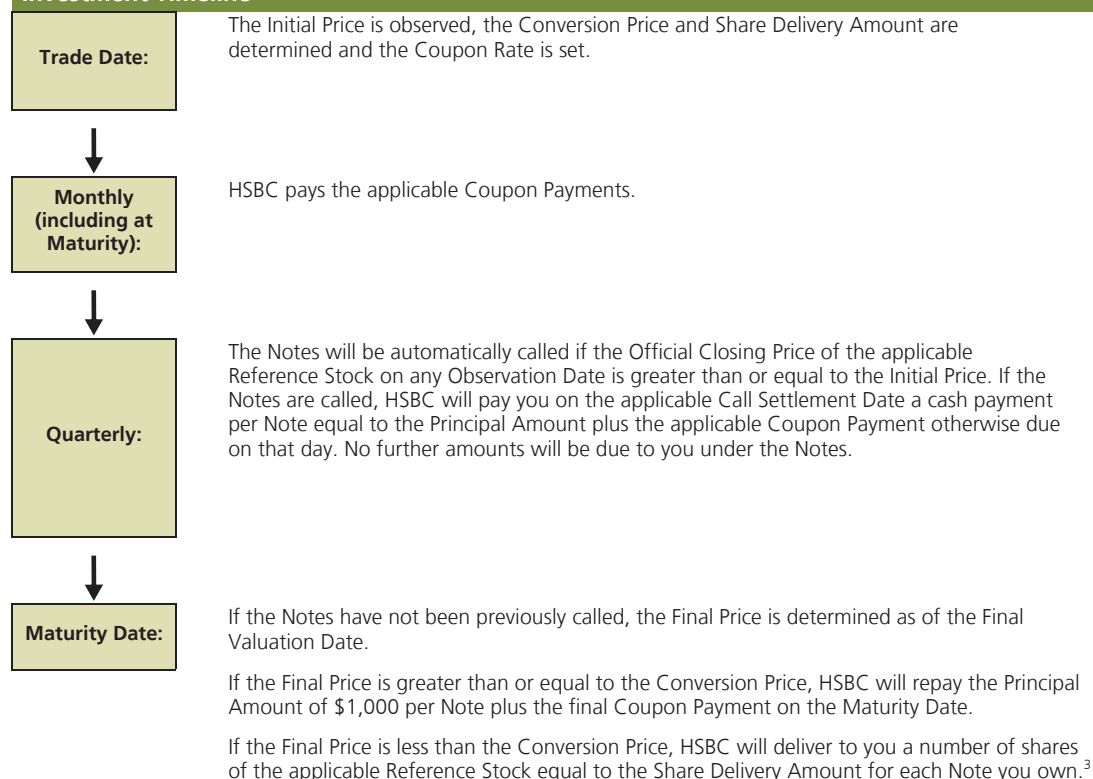 Investment Timeline
Trade Date:
The Initial Price is observed, the Conversion Price and Share Delivery Amount are
determined and the Coupon Rate is set.
Monthly
(including at
Maturity):
HSBC pays the applicable Coupon Payments.
Quarterly:
The Notes will be automatically called if the Official Closing Price of the applicable
Reference Stock on any Observation Date is greater than or equal to the Initial Price. If the
Notes are called, HSBC will pay you on the applicable Call Settlement Date a cash payment
per Note equal to the Principal Amount plus the applicable Coupon Payment otherwise due
on that day. No further amounts will be due to you under the Notes.
Maturity Date:
If the Notes have not been previously called, the Final Price is determined as of the Final
Valuation Date.
If the Final Price is greater than or equal to the Conversion Price, HSBC will repay the Principal
Amount of $1,000 per Note plus the final Coupon Payment on the Maturity Date.
If the Final Price is less than the Conversion Price, HSBC will deliver to you a number of shares
of the applicable Reference Stock equal to the Share Delivery Amount for each Note you own.³